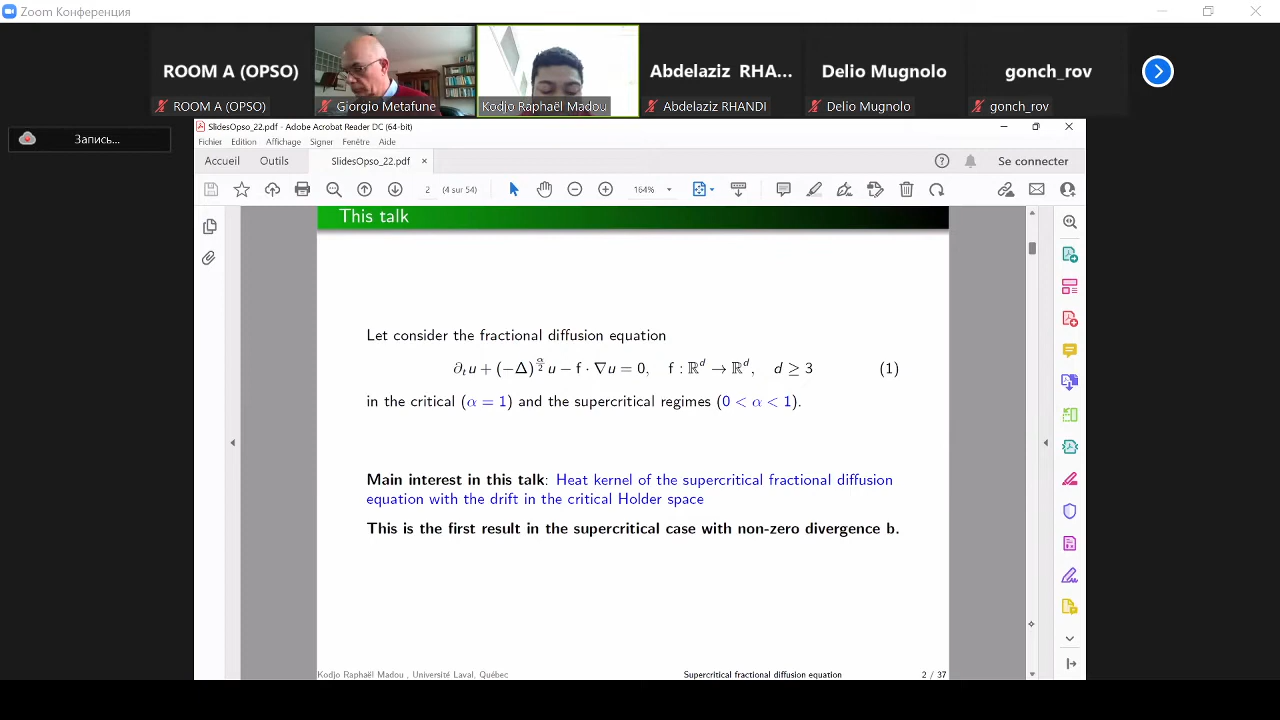 Zoom Конференция
ROOM A (OPSO)
Abdelaziz RHA...
Delio Mugnolo
gonch_rov
ROOM A (OPSO)
Giorgio Metafune
Kodjo Raphaël Madou
Abdelaziz RHANDI
Delio Mugnolo
gonch_rov
Запись...
SlidesOpso_22.pdf - Adobe Acrobat Reader DC (64-bit)
Fichier Edition Affichage Signer Fenêtre Aide
Accueil Outils SlidesOpso_22.pdf × Se connecter
2 (4 sur 54) 164%
This talk
Let consider the fractional diffusion equation
∂ₜu + (−Δ)^{α/2} u − f · ∇u = 0, f : ℝᵈ → ℝᵈ, d ≥ 3 (1)
in the critical (α = 1) and the supercritical regimes (0 < α < 1).
Main interest in this talk: Heat kernel of the supercritical fractional diffusion
equation with the drift in the critical Holder space
This is the first result in the supercritical case with non-zero divergence b.
Kodjo Raphaël Madou , Université Laval, Québec Supercritical fractional diffusion equation 2 / 37